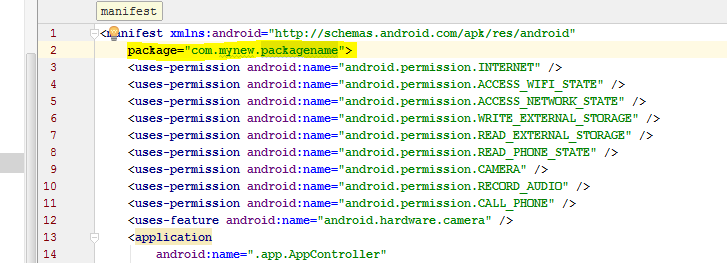 manifest
1 <manifest xmlns:android="http://schemas.android.com/apk/res/android"
2 package="com.mynew.packagename">
3 <uses-permission android:name="android.permission.INTERNET" />
4 <uses-permission android:name="android.permission.ACCESS_WIFI_STATE" />
5 <uses-permission android:name="android.permission.ACCESS_NETWORK_STATE" />
6 <uses-permission android:name="android.permission.WRITE_EXTERNAL_STORAGE" />
7 <uses-permission android:name="android.permission.READ_EXTERNAL_STORAGE" />
8 <uses-permission android:name="android.permission.READ_PHONE_STATE" />
9 <uses-permission android:name="android.permission.CAMERA" />
10 <uses-permission android:name="android.permission.RECORD_AUDIO" />
11 <uses-permission android:name="android.permission.CALL_PHONE" />
12 <uses-feature android:name="android.hardware.camera" />
13 <application
14 android:name=".app.AppController"